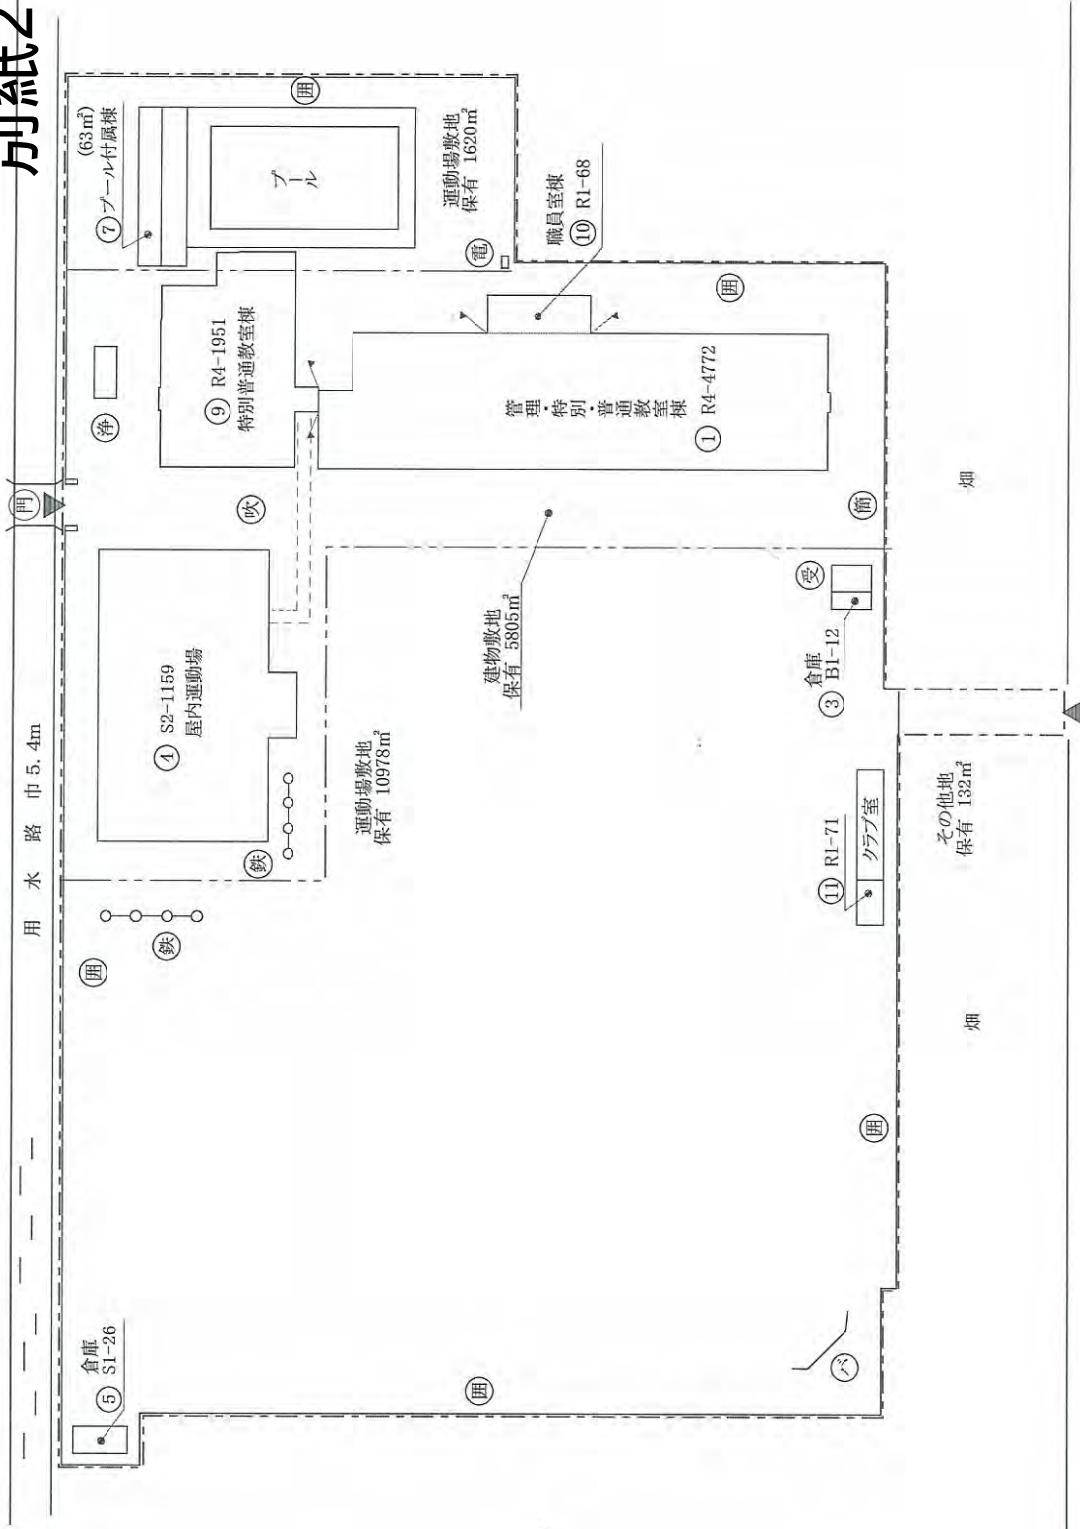 別紙2
用水路 巾5.4m
門
⑤ 倉庫
S1-26
囲
鉄
鉄
④ S2-1159
屋内運動場
吹
浄
⑨ R4-1951
特別普通教室棟
⑦ プール付属棟
(63㎡)
囲
プール
運動場敷地
保有 1620㎡
電
職員室棟
⑩ R1-68
囲
管理・特別・普通教室棟
① R4-4772
建物敷地
保有 5805㎡
運動場敷地
保有 10978㎡
簡
受
倉庫
③ B1-12
⑪ R1-71
クラブ室
囲
囲
バ
その他地
保有 132㎡
畑
畑